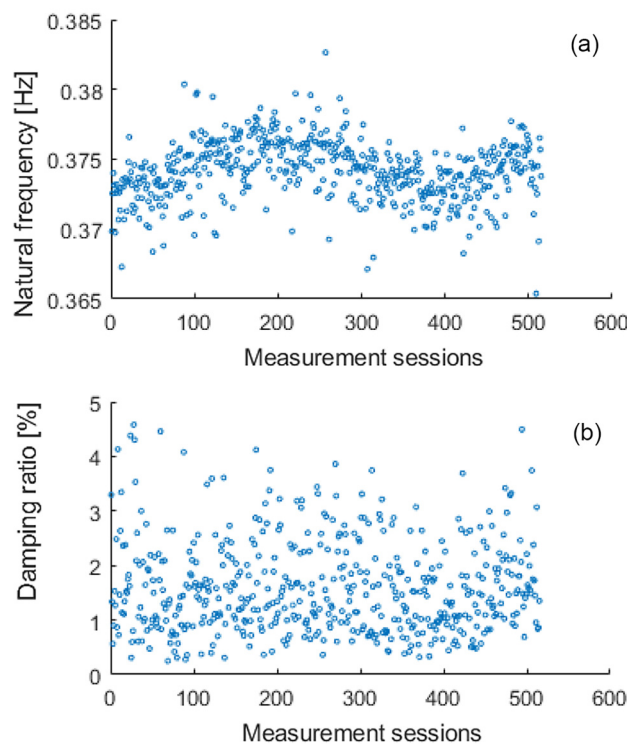 (a)
Natural frequency [Hz]
0.385
0.38
0.375
0.37
0.365
0 100 200 300 400 500 600
Measurement sessions
(b)
Damping ratio [%]
5
4
3
2
1
0
0 100 200 300 400 500 600
Measurement sessions